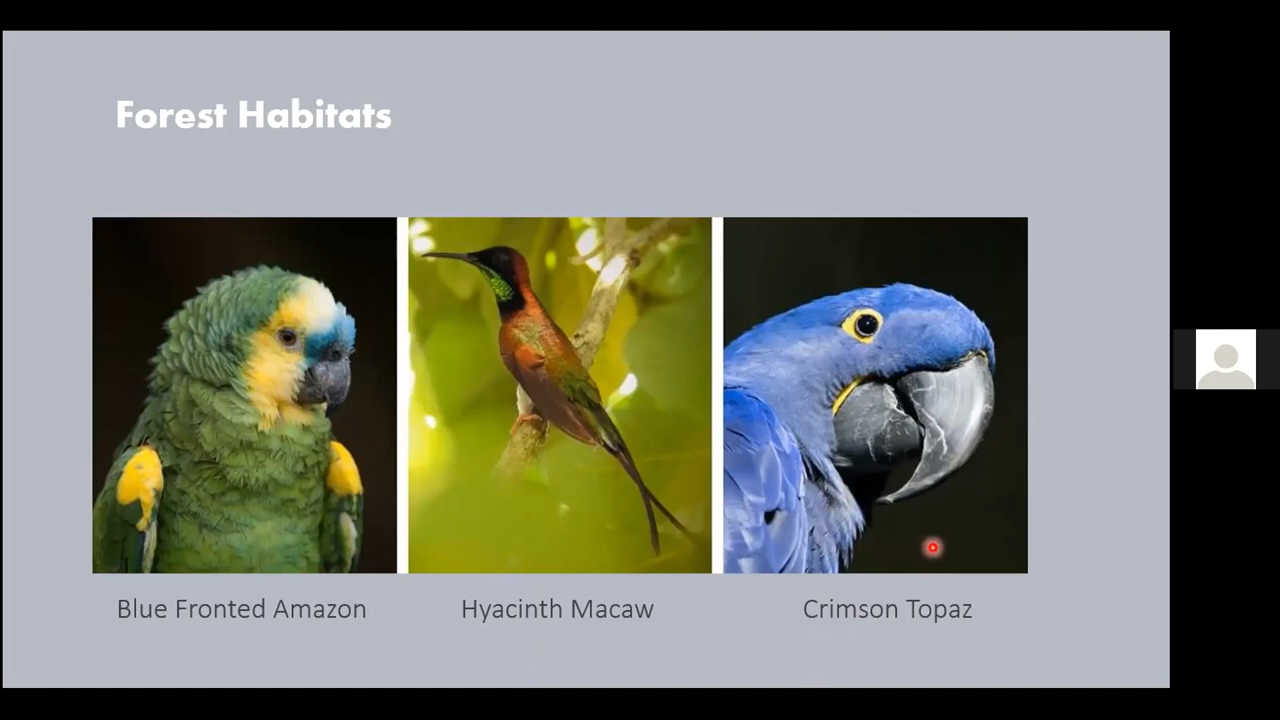 Forest Habitats
Blue Fronted Amazon
Hyacinth Macaw
Crimson Topaz